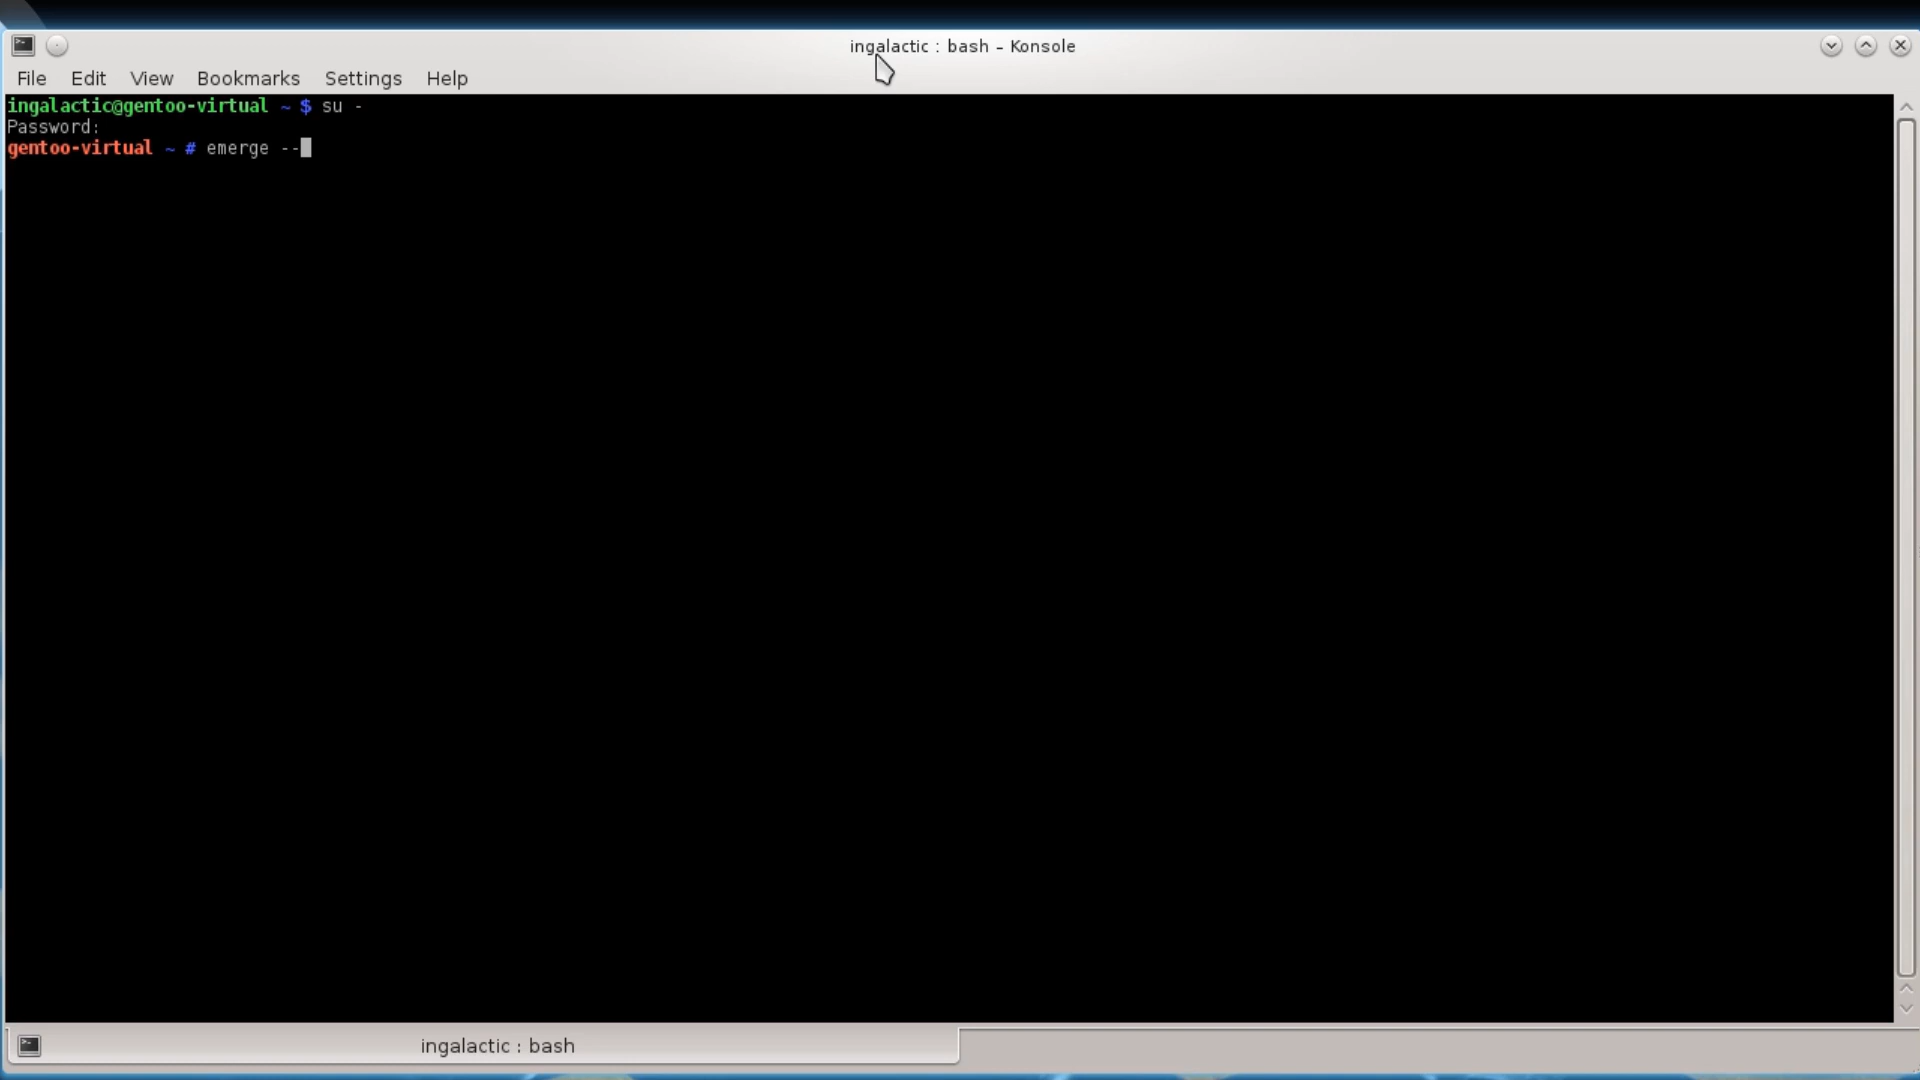 ingalactic : bash – Konsole
File Edit View Bookmarks Settings Help
ingalactic@gentoo-virtual ~ $ su -
Password:
gentoo-virtual ~ # emerge --
ingalactic : bash